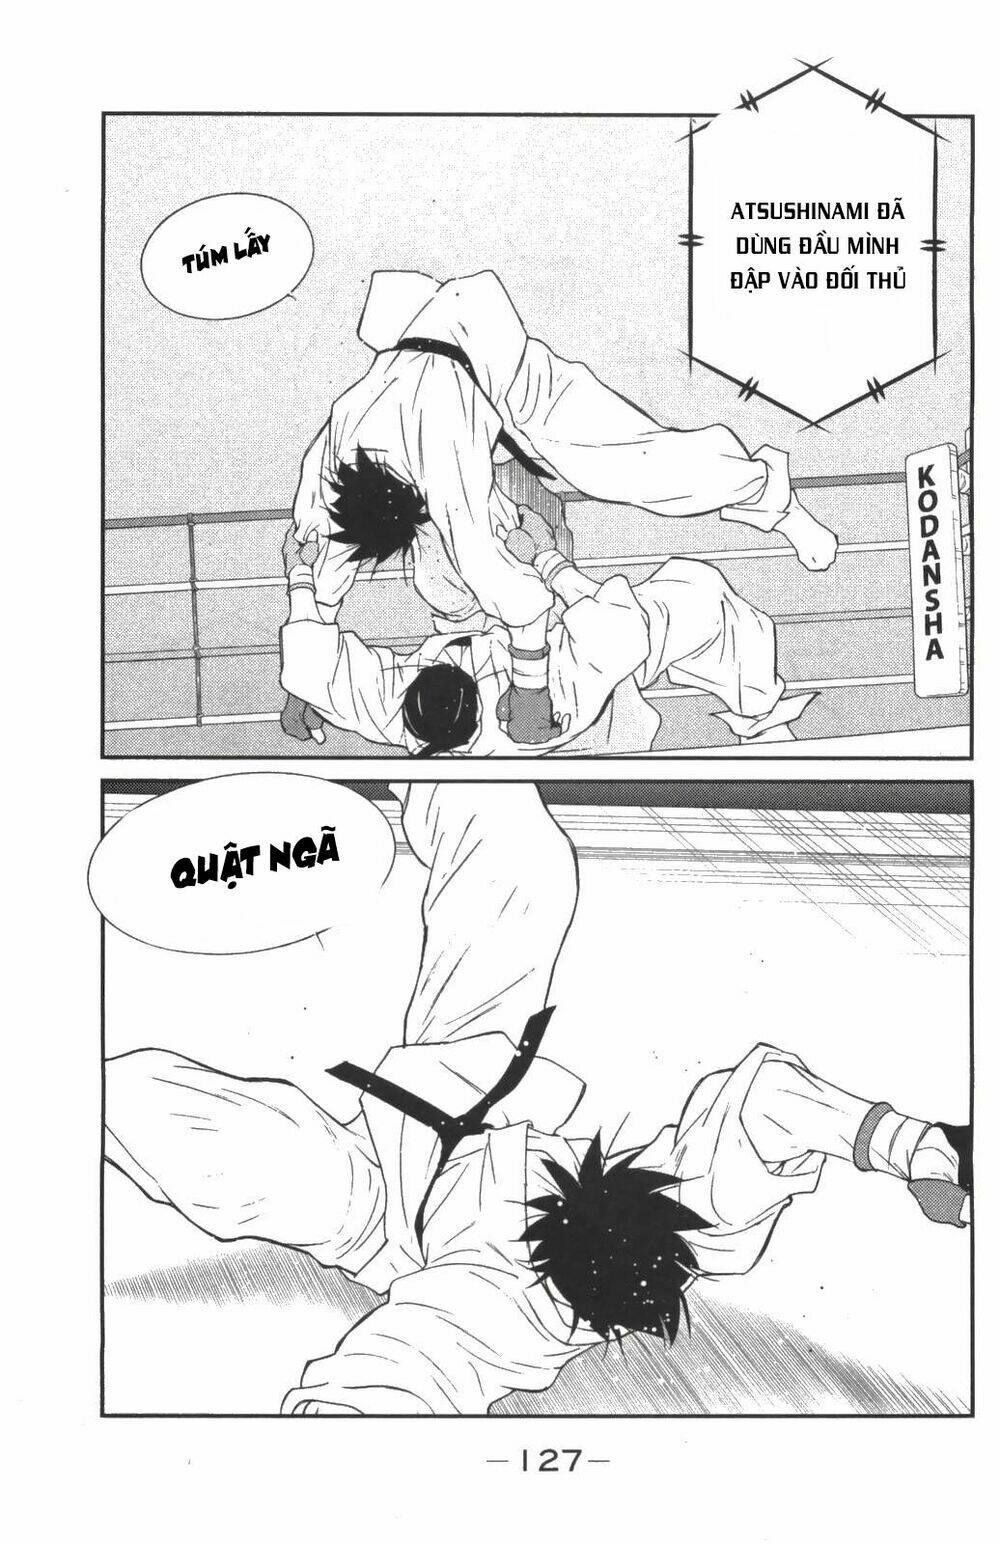 ATSUSHINAMI ĐÃ
DÙNG ĐẦU MÌNH
ĐẬP VÀO ĐỐI THỦ
TÚM LẤY
KODANSHA
QUẬT NGÃ
-127-